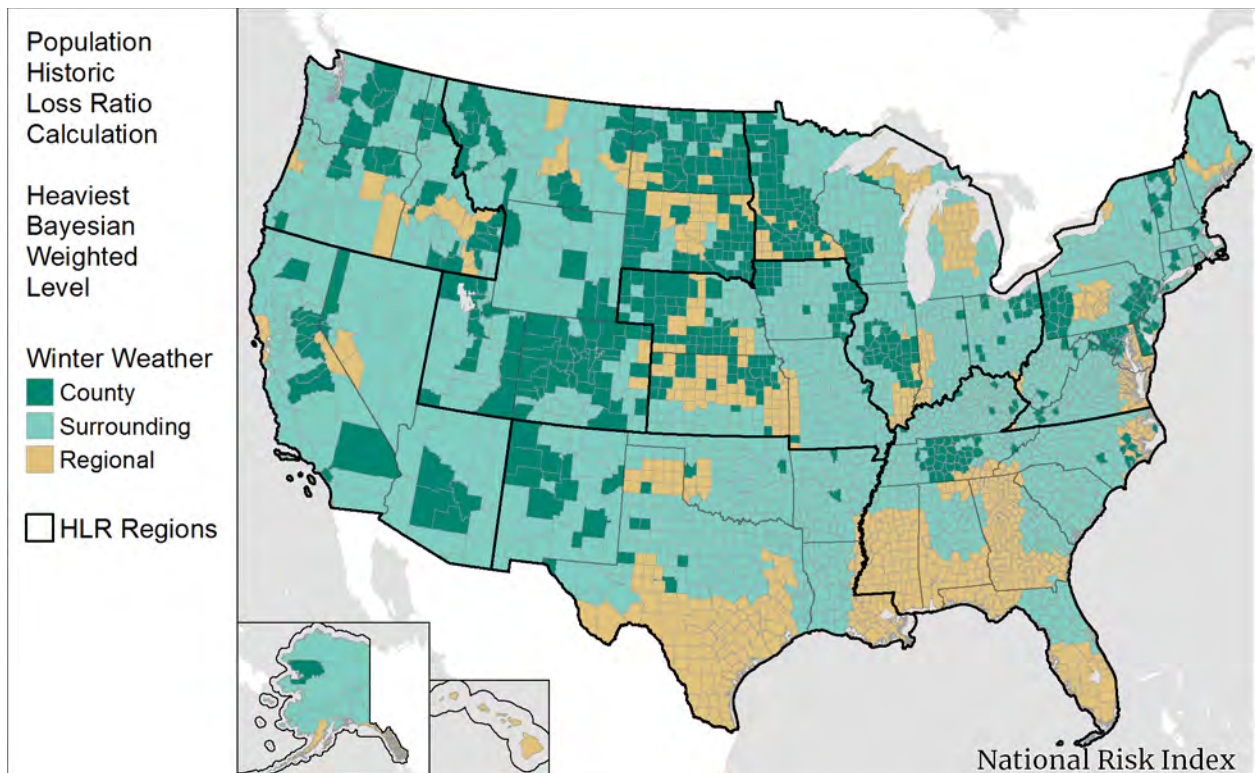 Population
Historic
Loss Ratio
Calculation
Heaviest
Bayesian
Weighted
Level
Winter Weather
County
Surrounding
Regional
HLR Regions
National Risk Index